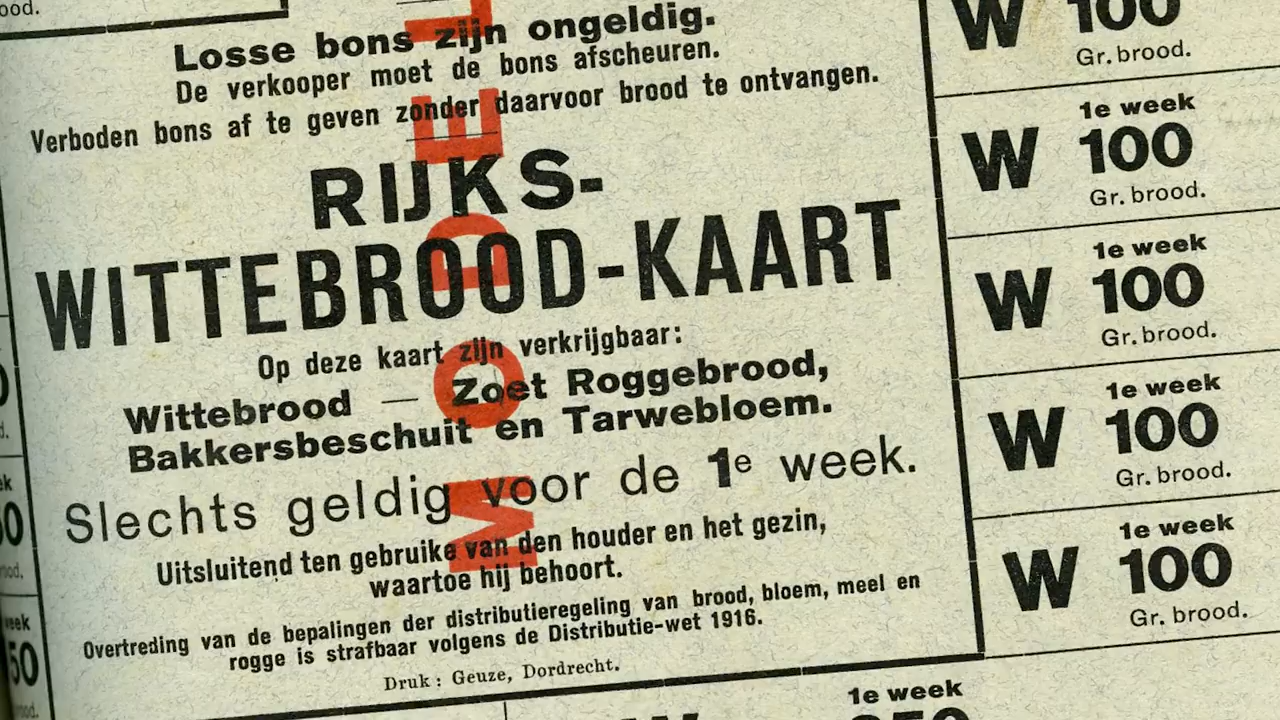 ood.
Losse bons zijn ongeldig.
De verkooper moet de bons afscheuren.
Verboden bons af te geven zonder daarvoor brood te ontvangen.
RIJKS-
WITTEBROOD-KAART
Op deze kaart zijn verkrijgbaar:
Wittebrood — Zoet Roggebrood,
Bakkersbeschuit en Tarwebloem.
Slechts geldig voor de 1e week.
Uitsluitend ten gebruike van den houder en het gezin,
waartoe hij behoort.
Overtreding van de bepalingen der distributieregeling van brood, bloem, meel en
rogge is strafbaar volgens de Distributie-wet 1916.
Druk: Geuze, Dordrecht.
MODEL
W 100
Gr. brood.
1e week
W 100
Gr. brood.
1e week
W 100
Gr. brood.
1e week
W 100
Gr. brood.
1e week
W 100
Gr. brood.
1e week